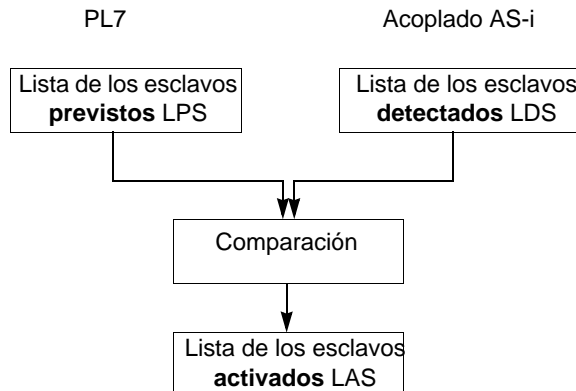 PL7
Acoplado AS-i
Lista de los esclavos
previstos LPS
Lista de los esclavos
detectados LDS
Comparación
Lista de los esclavos
activados LAS